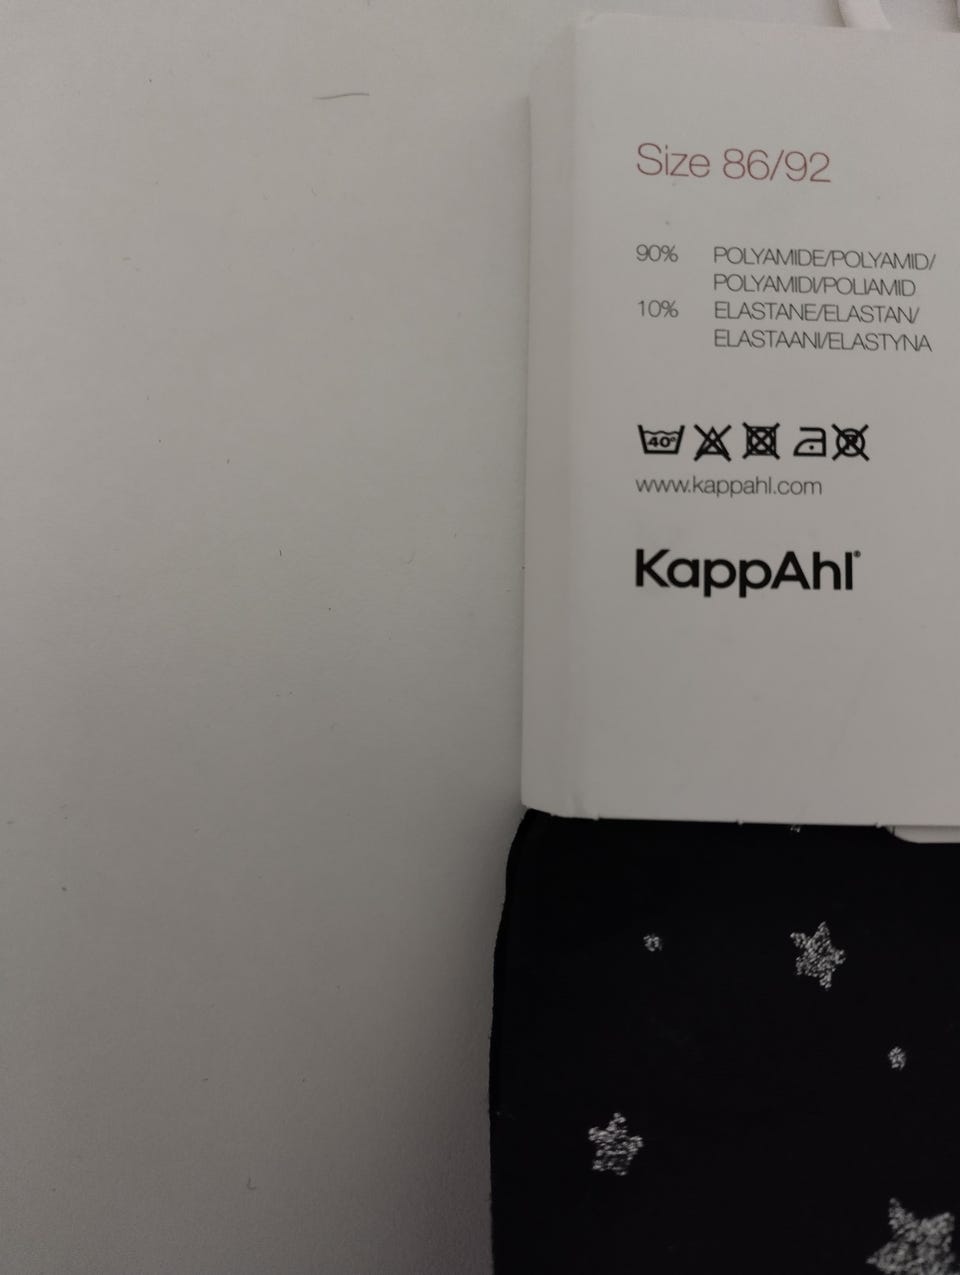 Size 86/92
90% POLYAMIDE/POLYAMID/
POLYAMIDI/POLIAMID
10% ELASTANE/ELASTAN/
ELASTAANI/ELASTYNA
40°
www.kappahl.com
KappAhl®